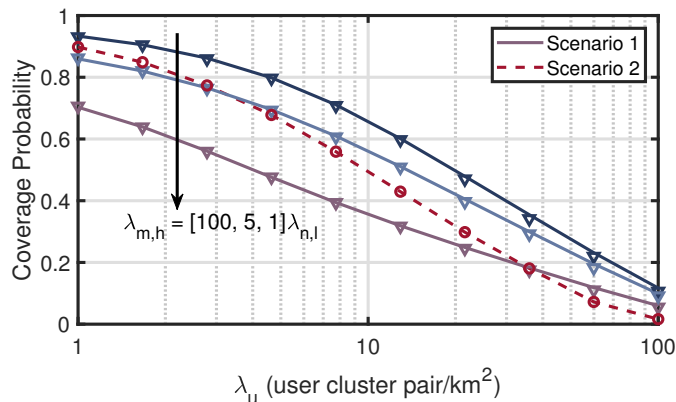 Coverage Probability
1
0.8
0.6
0.4
0.2
0
Scenario 1
Scenario 2
λm,h = [100, 5, 1]λn,l
1
10
100
λu (user cluster pair/km²)